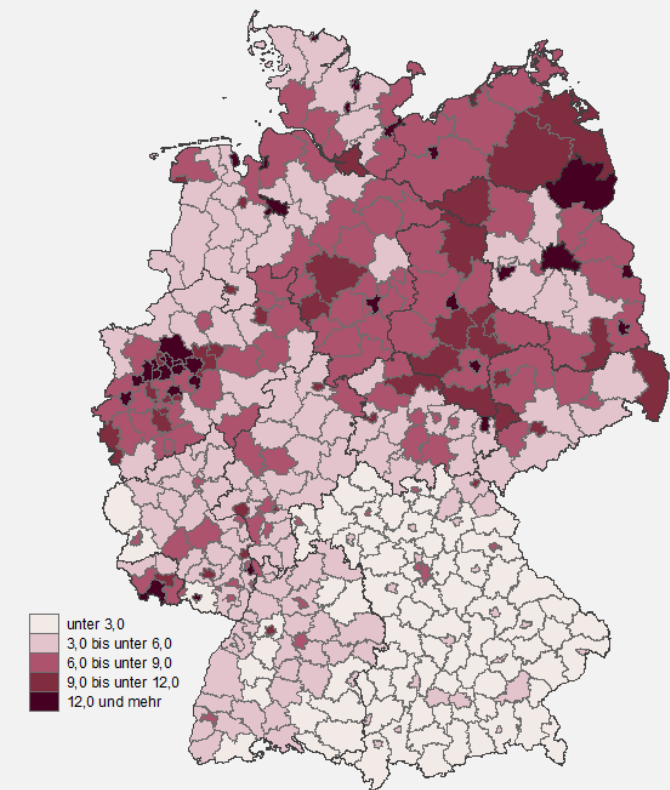 unter 3,0
3,0 bis unter 6,0
6,0 bis unter 9,0
9,0 bis unter 12,0
12,0 und mehr